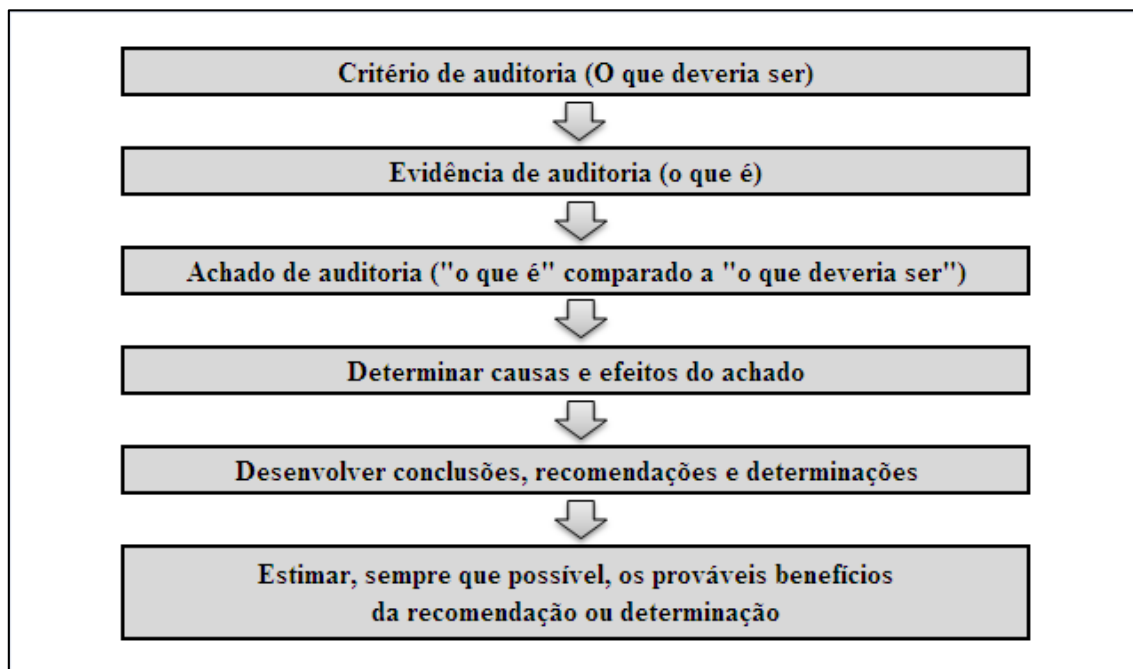 Critério de auditoria (O que deveria ser)
Evidência de auditoria (o que é)
Achado de auditoria ("o que é" comparado a "o que deveria ser")
Determinar causas e efeitos do achado
Desenvolver conclusões, recomendações e determinações
Estimar, sempre que possível, os prováveis benefícios
da recomendação ou determinação